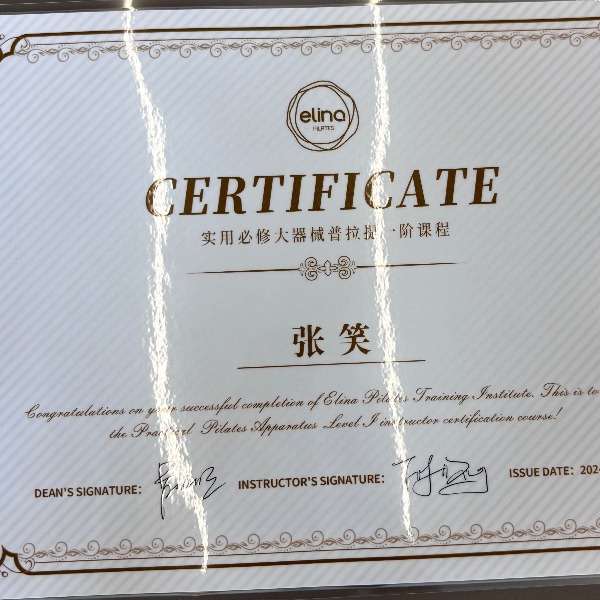 elina
PILATES
CERTIFICATE
实用必修大器械普拉提一阶课程
张笑
Congratulations on your successful completion of Elina Pilates Training Institute. This is to
the Practical Pilates Apparatus Level I instructor certification course!
DEAN'S SIGNATURE: INSTRUCTOR'S SIGNATURE: ISSUE DATE: 202